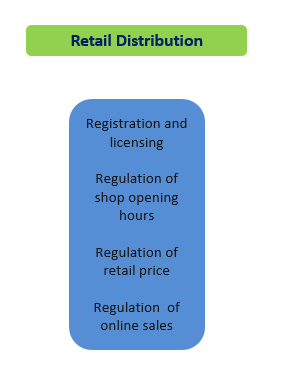 Retail Distribution
Registration and
licensing
Regulation of
shop opening
hours
Regulation of
retail price
Regulation of
online sales